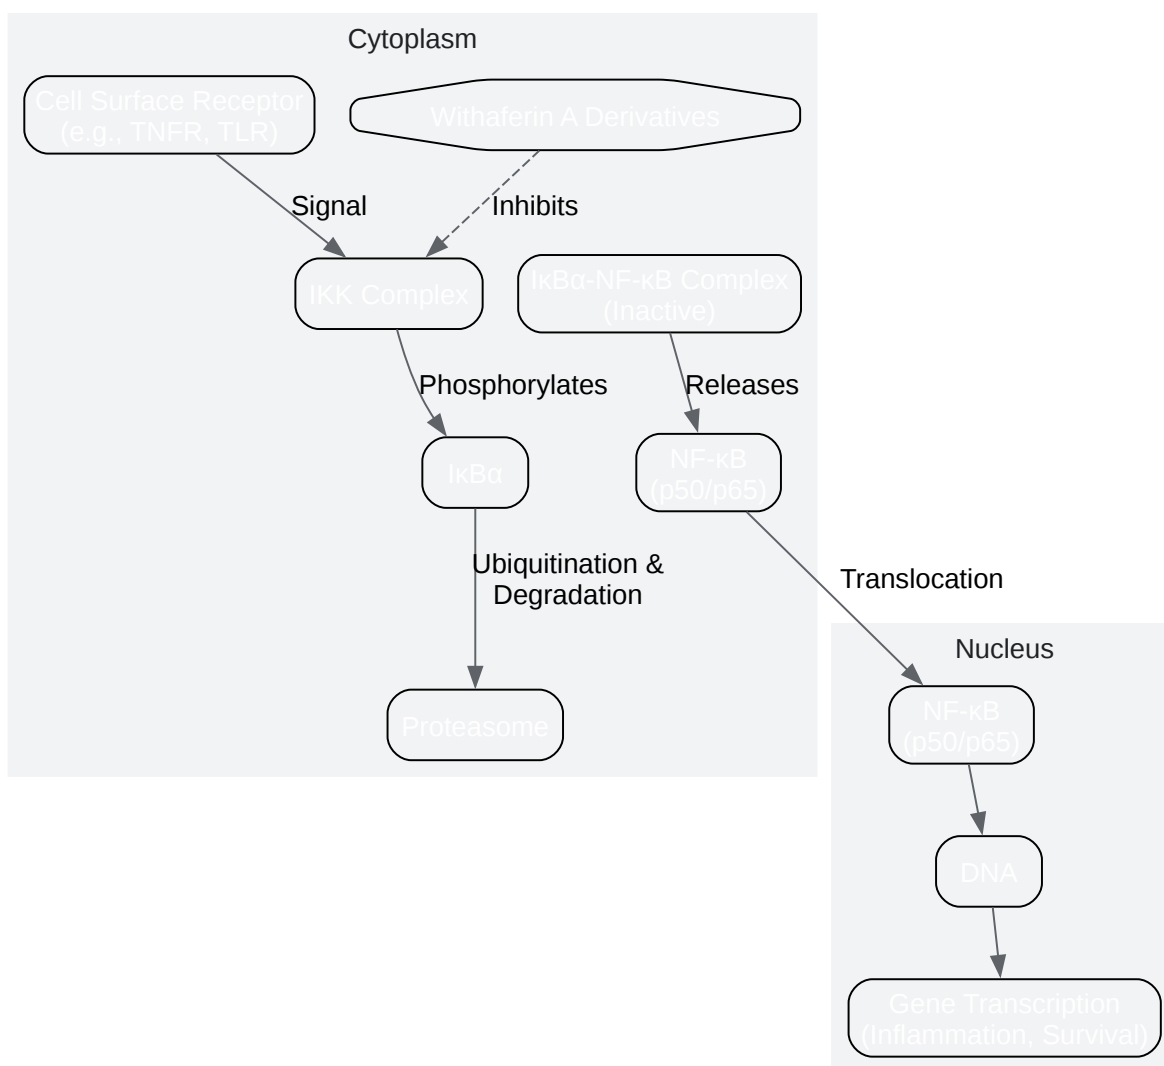 Cytoplasm
Cell Surface Receptor
(e.g., TNFR, TLR)
Withaferin A Derivatives
Signal
Inhibits
IKK Complex
IκBα-NF-κB Complex
(Inactive)
Phosphorylates
Releases
IκBα
NF-κB
(p50/p65)
Ubiquitination &
Degradation
Translocation
Nucleus
Proteasome
NF-κB
(p50/p65)
DNA
Gene Transcription
(Inflammation, Survival)